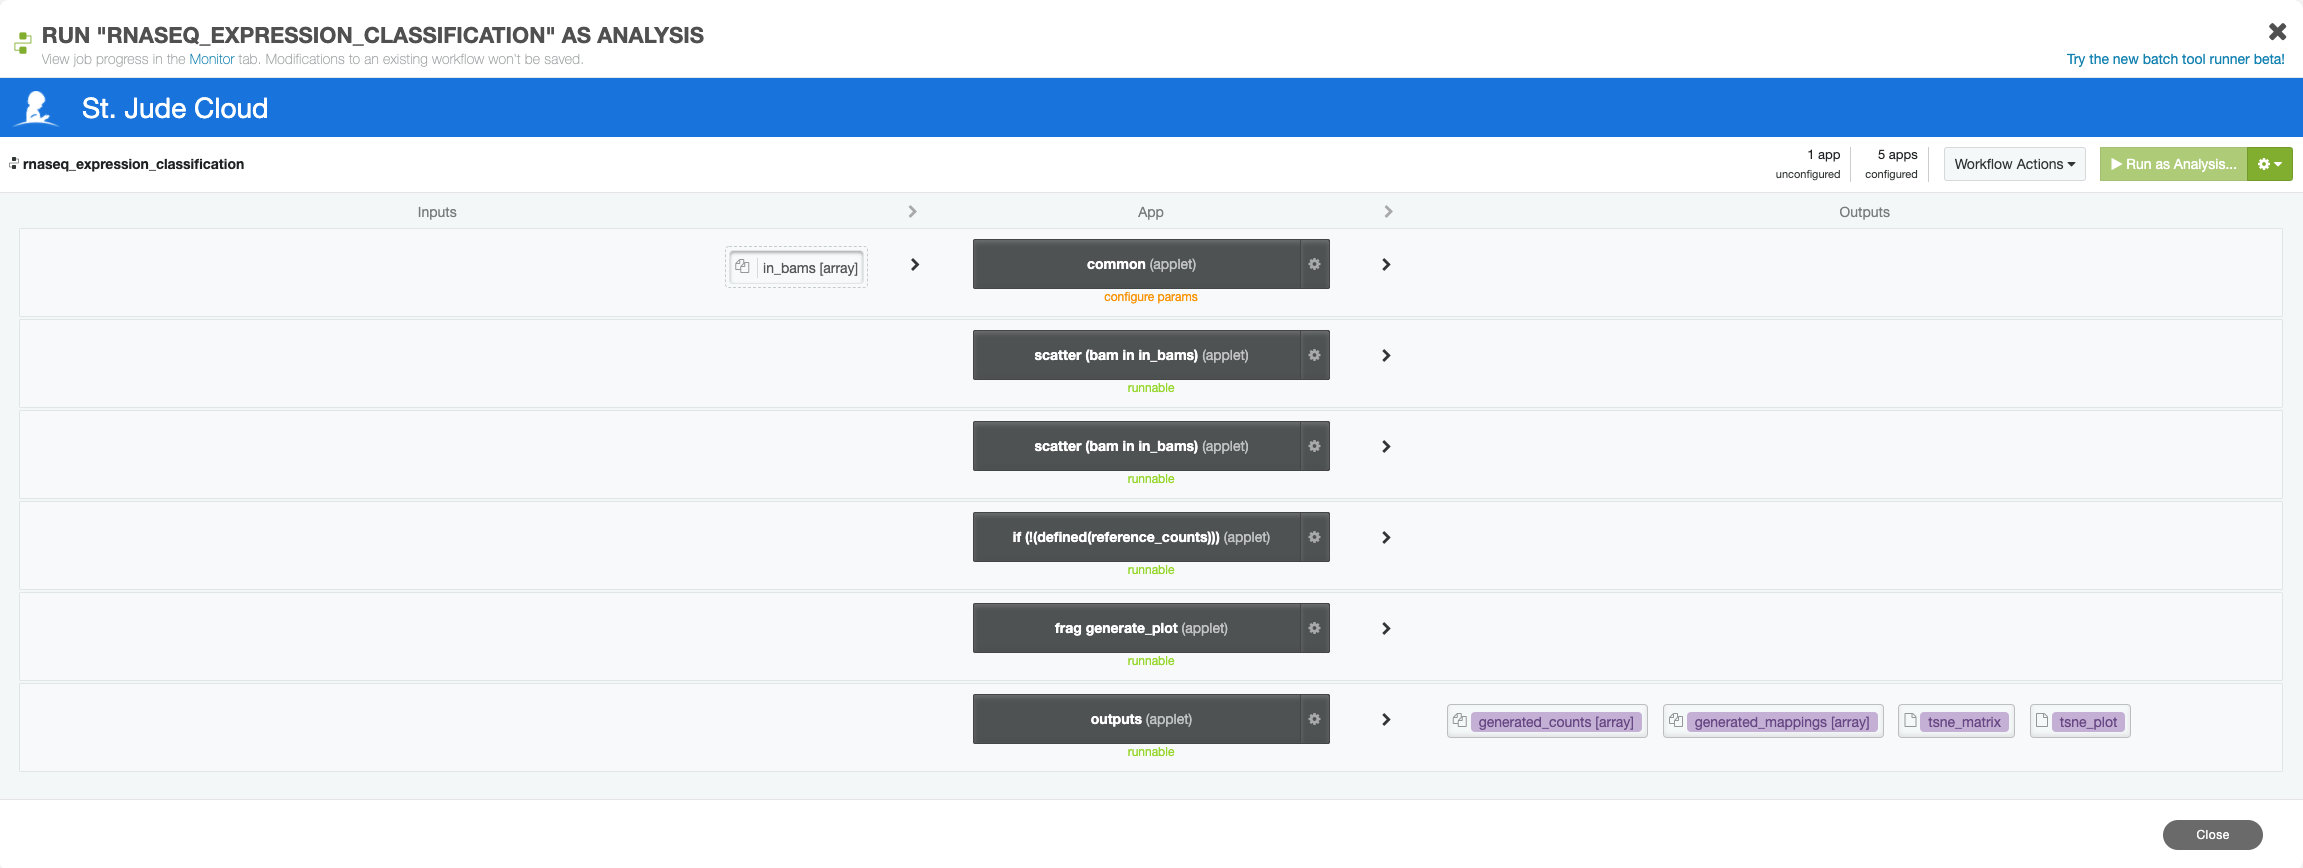 RUN "RNASEQ_EXPRESSION_CLASSIFICATION" AS ANALYSIS
View job progress in the Monitor tab. Modifications to an existing workflow won't be saved.
Try the new batch tool runner beta!
St. Jude Cloud
rnaseq_expression_classification
1 app
unconfigured
5 apps
configured
Workflow Actions
Run as Analysis...
Inputs
App
Outputs
in_bams [array]
common (applet)
configure params
scatter (bam in in_bams) (applet)
runnable
scatter (bam in in_bams) (applet)
runnable
if (!(defined(reference_counts))) (applet)
runnable
frag generate_plot (applet)
runnable
outputs (applet)
runnable
generated_counts [array]
generated_mappings [array]
tsne_matrix
tsne_plot
Close